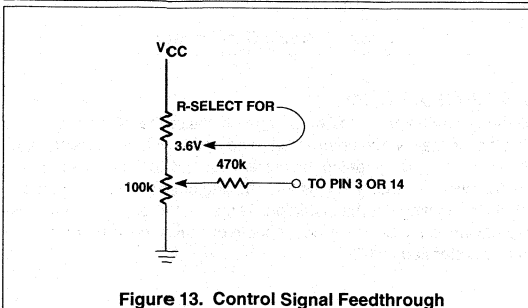 VCC
R-SELECT FOR
3.6V
470k
100k
TO PIN 3 OR 14
Figure 13. Control Signal Feedthrough